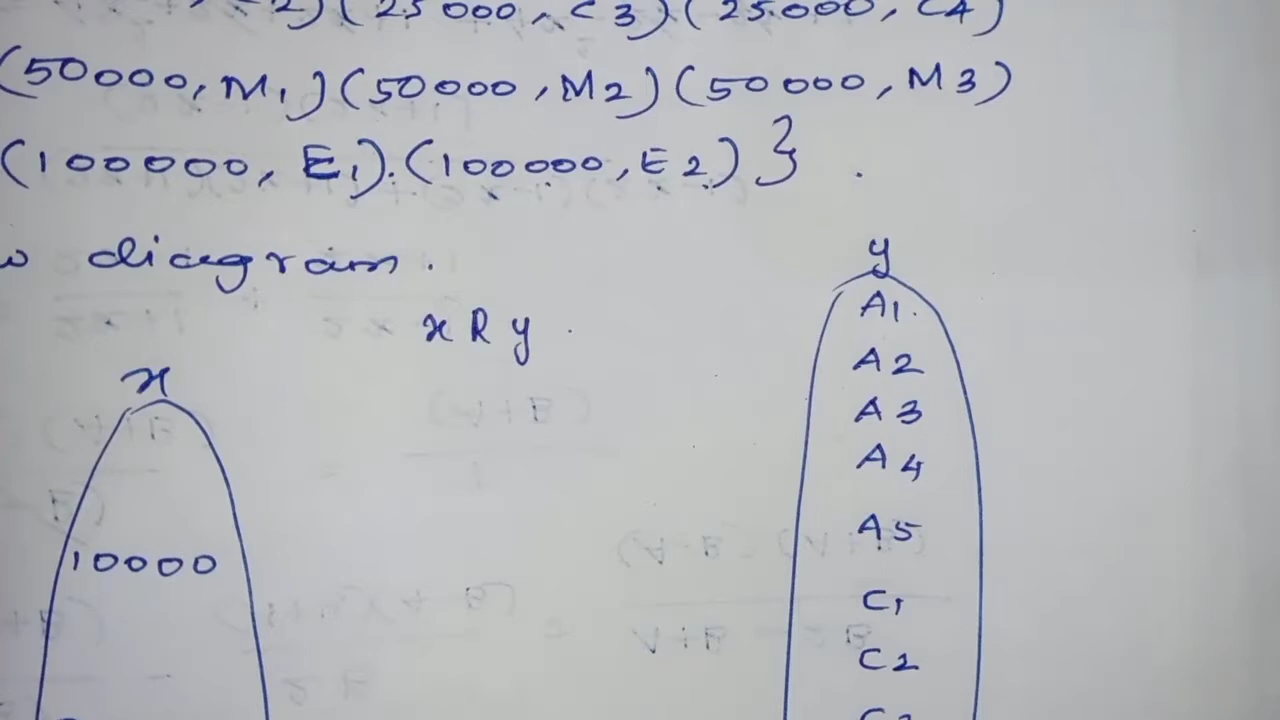 2) (25000, C3) (25000, C4)
(50000, M1) (50000, M2) (50000, M3)
(100000, E1). (100000, E2) } .
w diagram.
y
A1.
x R y .
A2
x
A3
A4
A5
10000
C1
C2